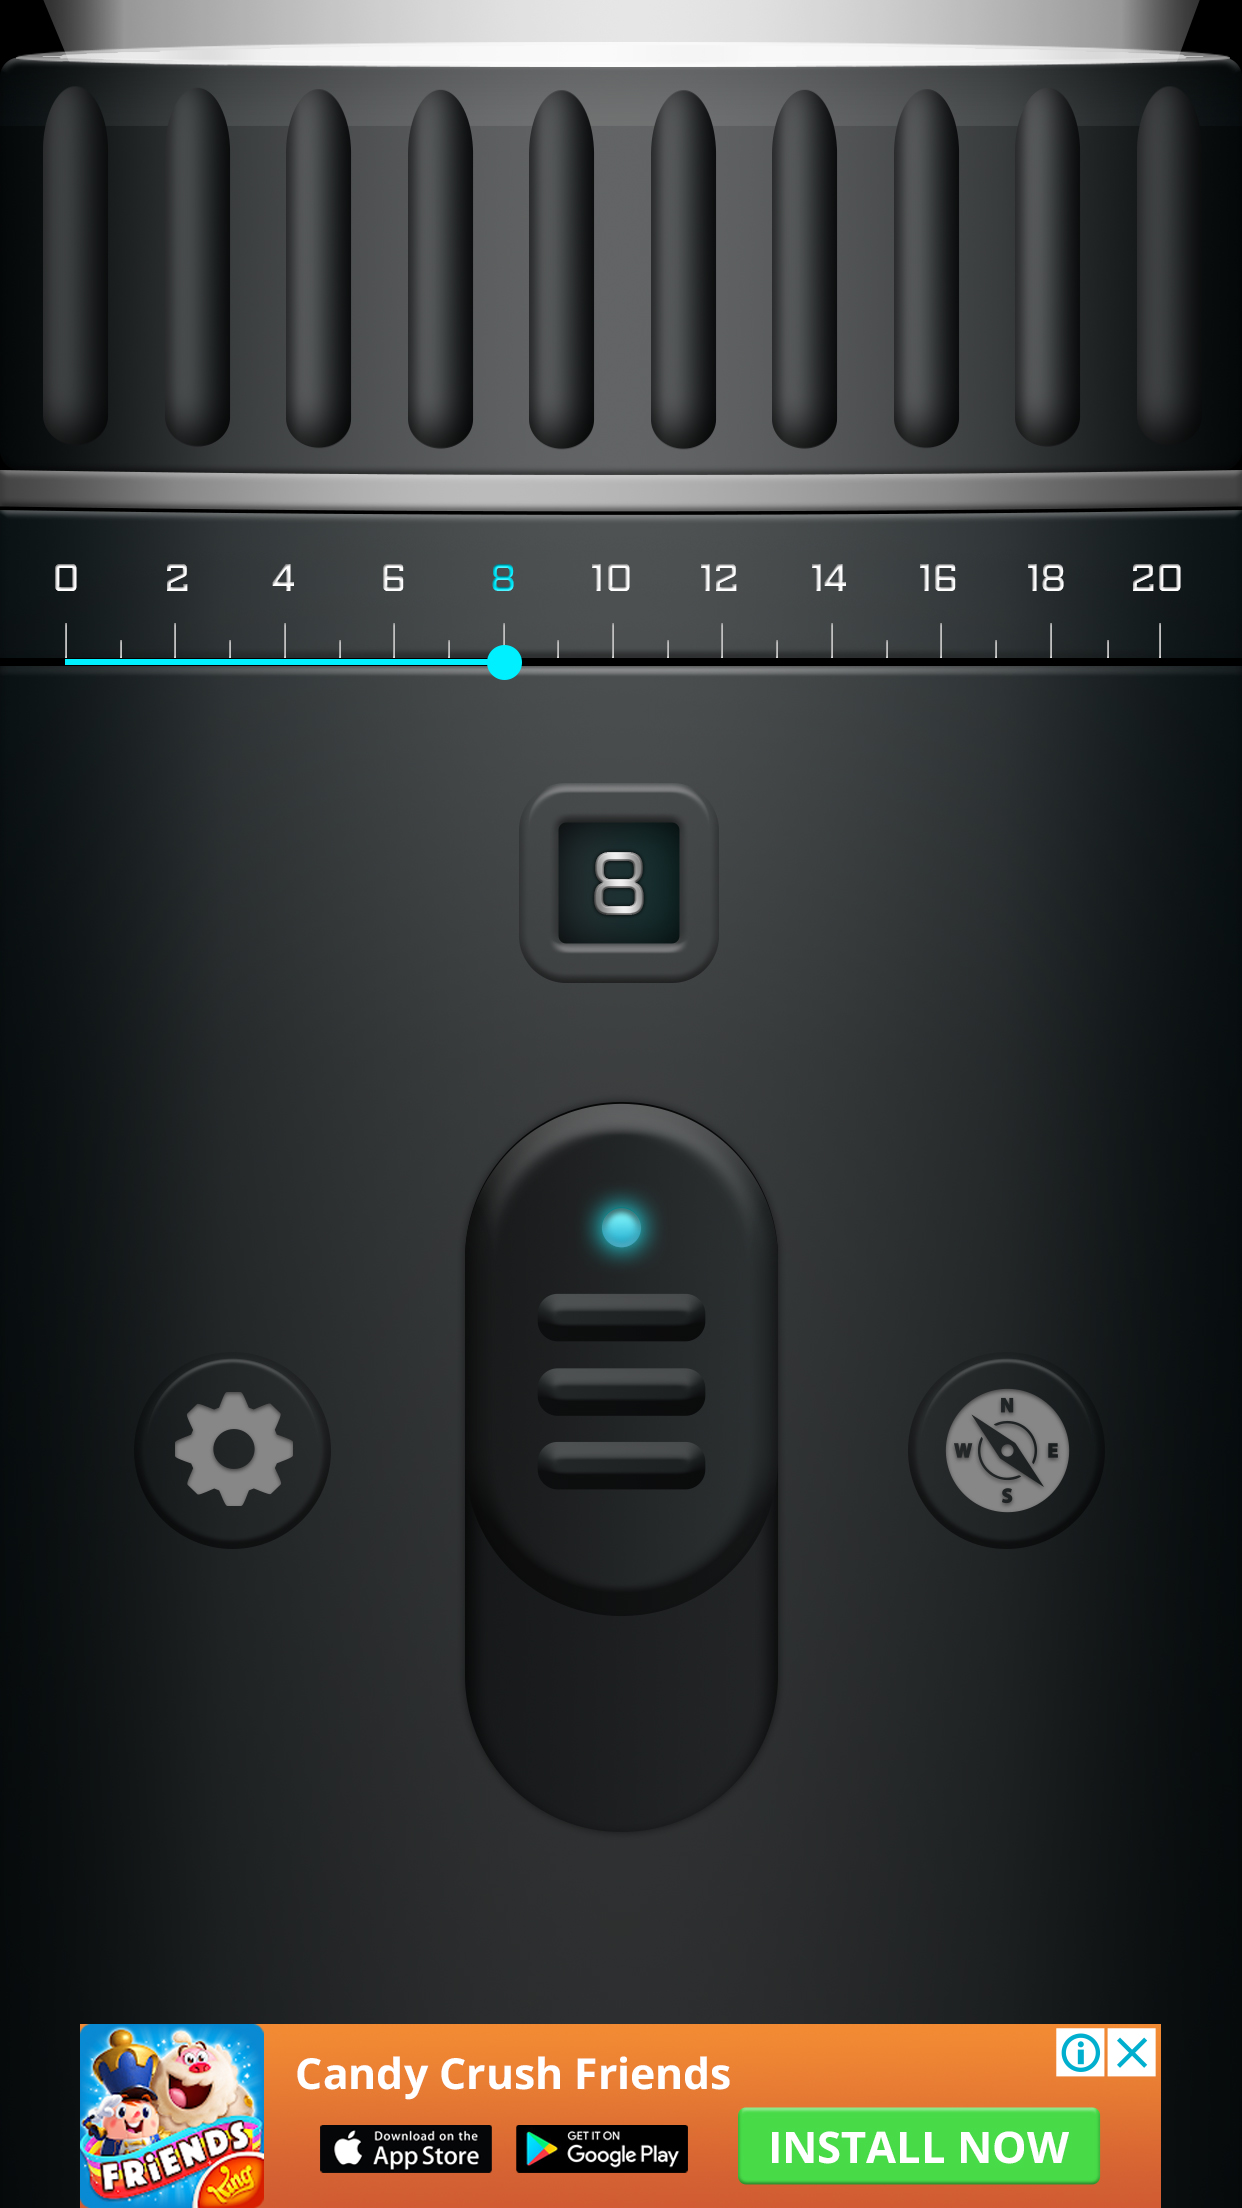 0 2 4 6 8 10 12 14 16 18 20
8
N
W E
S
Candy Crush Friends
Download on the
App Store
GET IT ON
Google Play
INSTALL NOW
FRIENDS
King